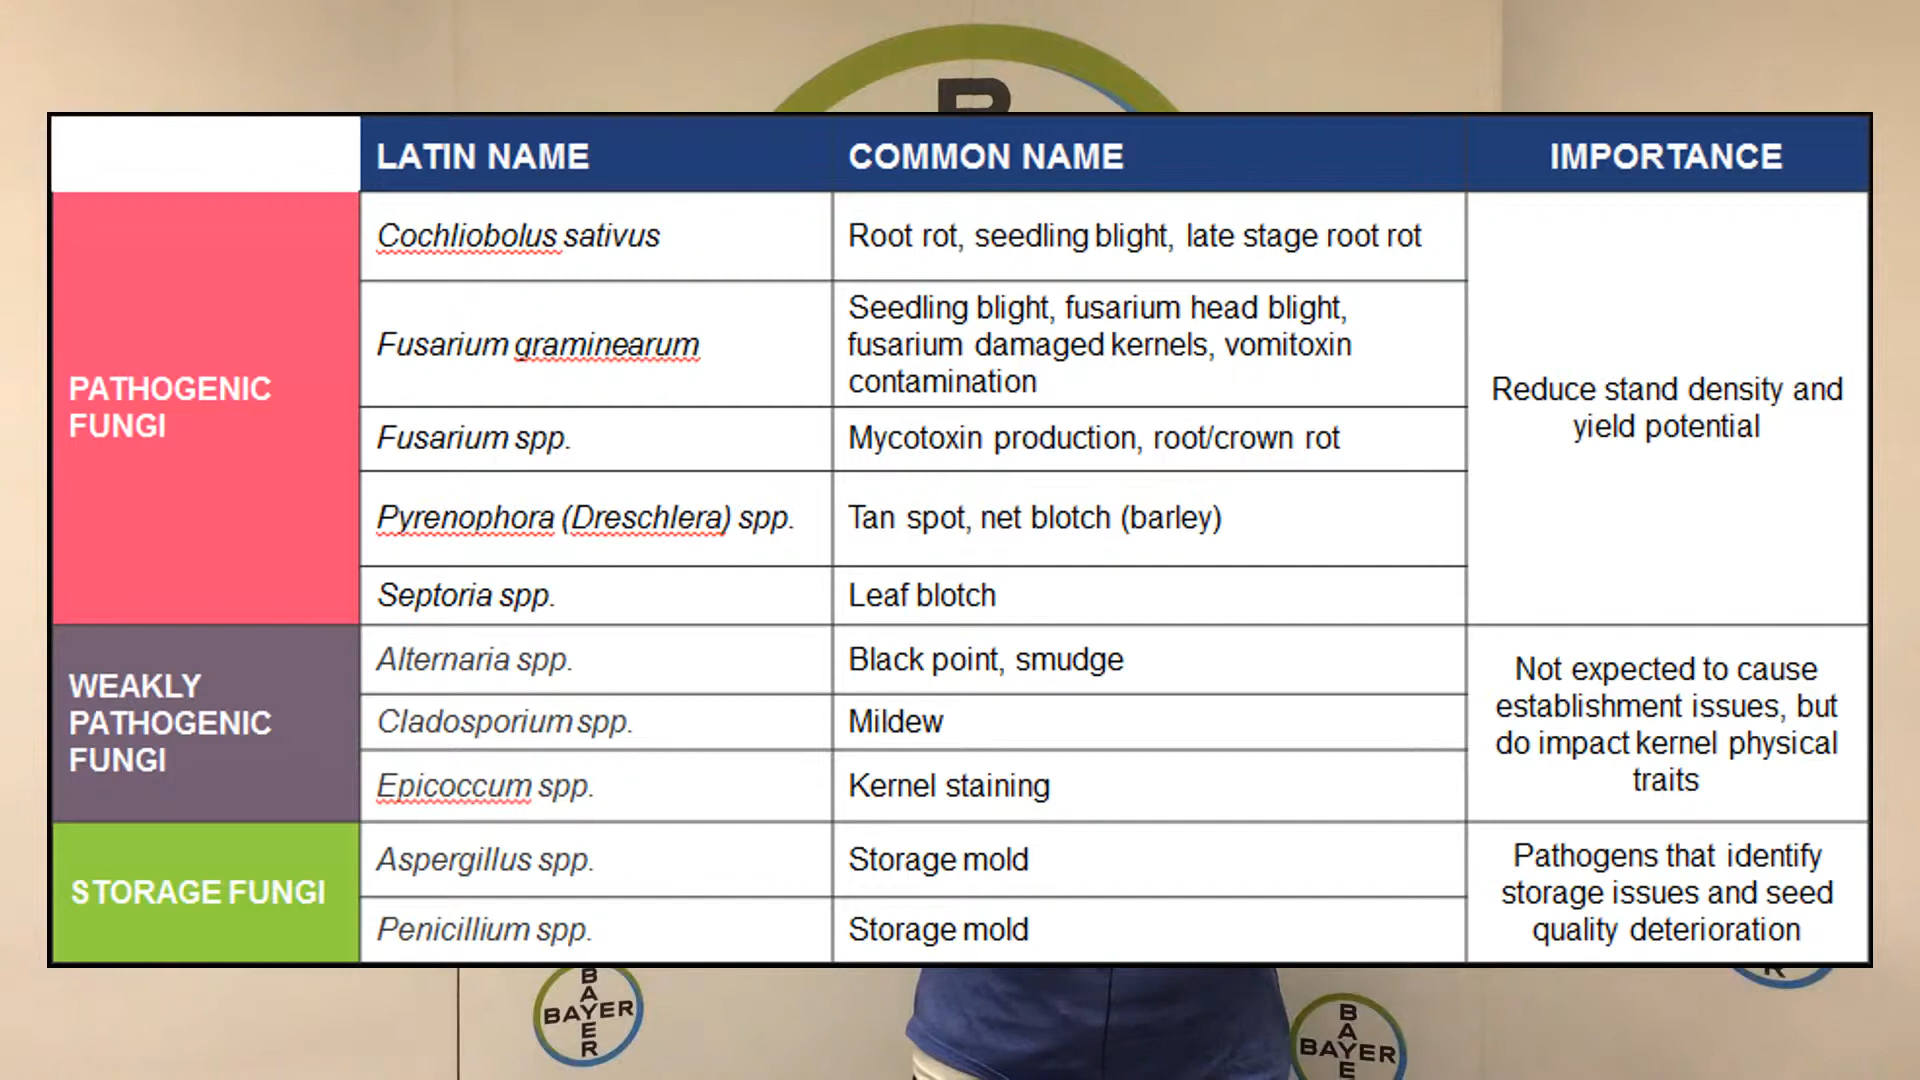 B
LATIN NAME
COMMON NAME
IMPORTANCE
PATHOGENIC
FUNGI
Cochliobolus sativus
Root rot, seedling blight, late stage root rot
Fusarium graminearum
Seedling blight, fusarium head blight,
fusarium damaged kernels, vomitoxin
contamination
Fusarium spp.
Mycotoxin production, root/crown rot
Pyrenophora (Dreschlera) spp.
Tan spot, net blotch (barley)
Septoria spp.
Leaf blotch
Reduce stand density and
yield potential
WEAKLY
PATHOGENIC
FUNGI
Alternaria spp.
Black point, smudge
Cladosporium spp.
Mildew
Epicoccum spp.
Kernel staining
Not expected to cause
establishment issues, but
do impact kernel physical
traits
STORAGE FUNGI
Aspergillus spp.
Storage mold
Penicillium spp.
Storage mold
Pathogens that identify
storage issues and seed
quality deterioration
BAYER
BAYER
BAYER
BAYE
R